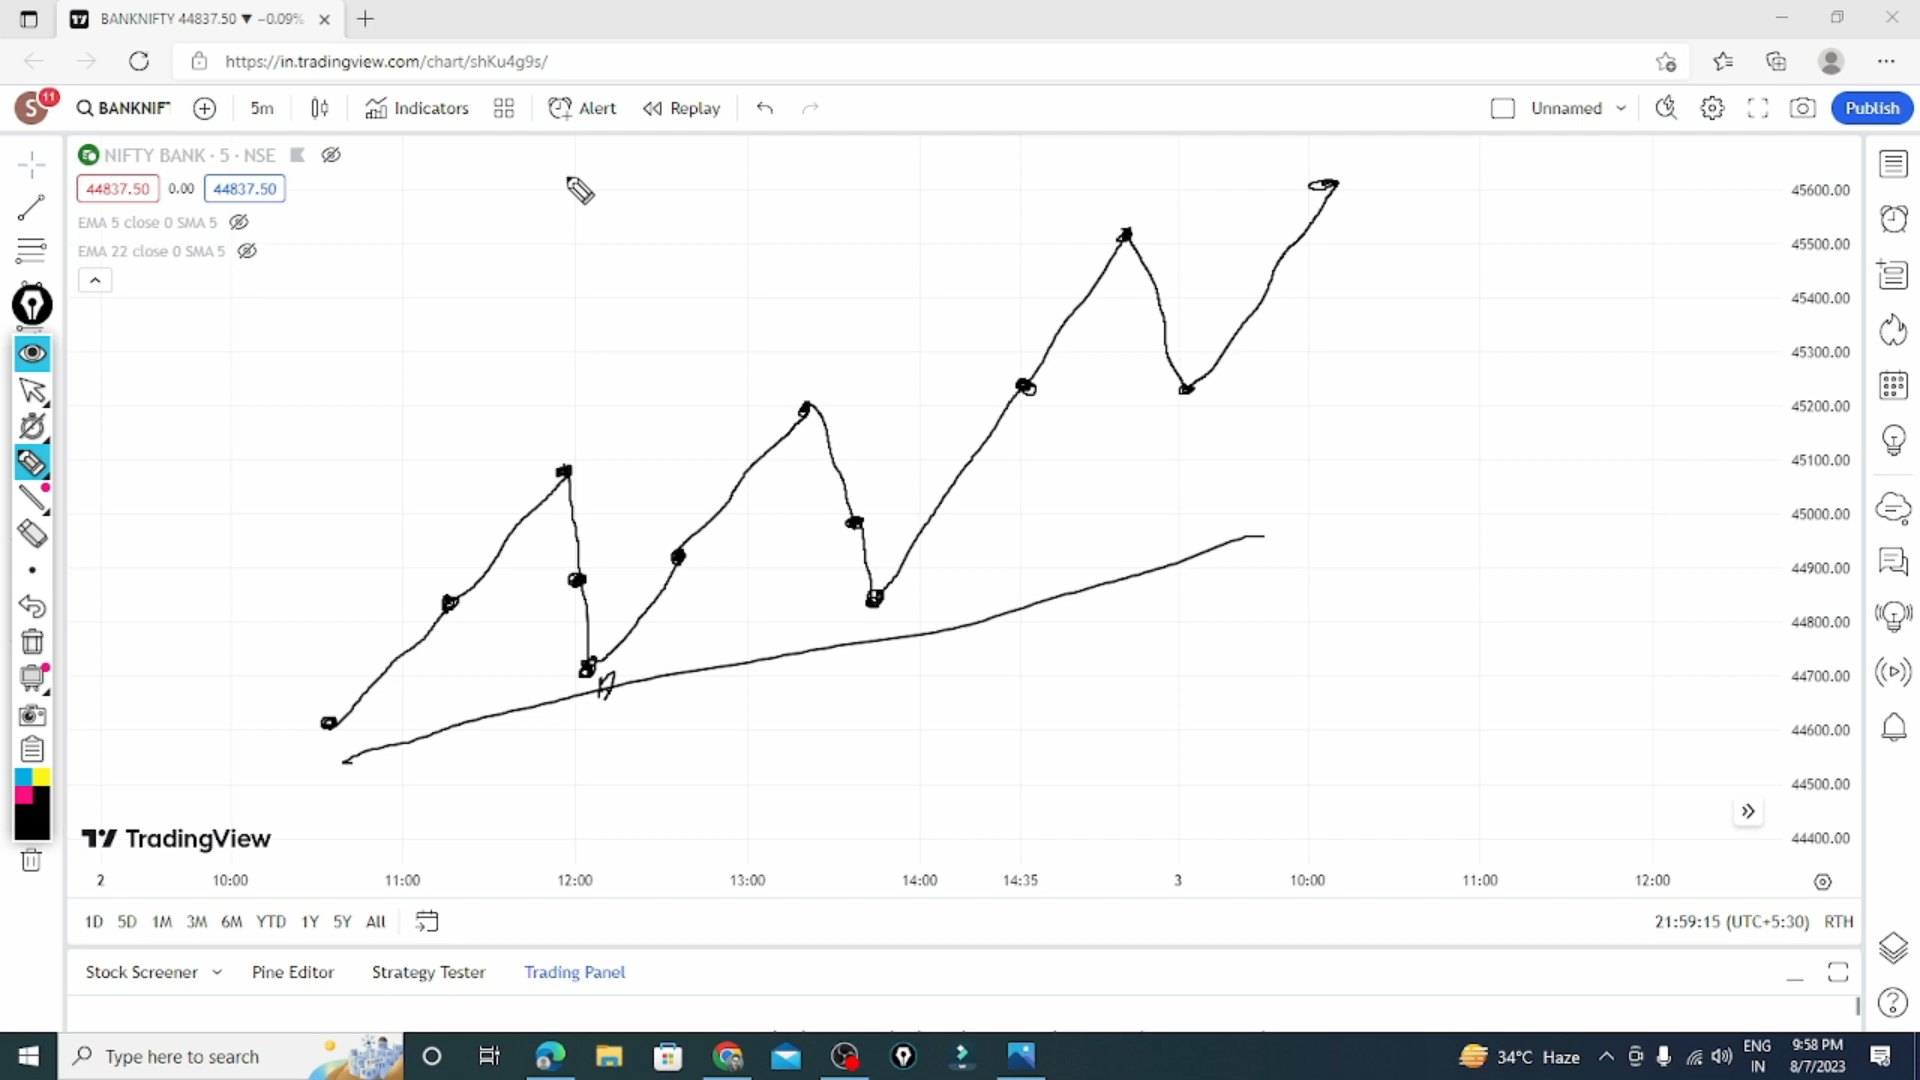 BANKNIFTY 44837.50 ▼ −0.09%
https://in.tradingview.com/chart/shKu4g9s/
S 11 BANKNIFT 5m Indicators Alert Replay Unnamed Publish
NIFTY BANK · 5 · NSE
44837.50 0.00 44837.50
EMA 5 close 0 SMA 5
EMA 22 close 0 SMA 5
45600.00
45500.00
45400.00
45300.00
45200.00
45100.00
45000.00
44900.00
44800.00
44700.00
44600.00
44500.00
44400.00
TradingView
2 10:00 11:00 12:00 13:00 14:00 14:35 3 10:00 11:00 12:00
1D 5D 1M 3M 6M YTD 1Y 5Y All 21:59:15 (UTC+5:30) RTH
Stock Screener Pine Editor Strategy Tester Trading Panel
Type here to search 34°C Haze ENG IN 9:58 PM 8/7/2023